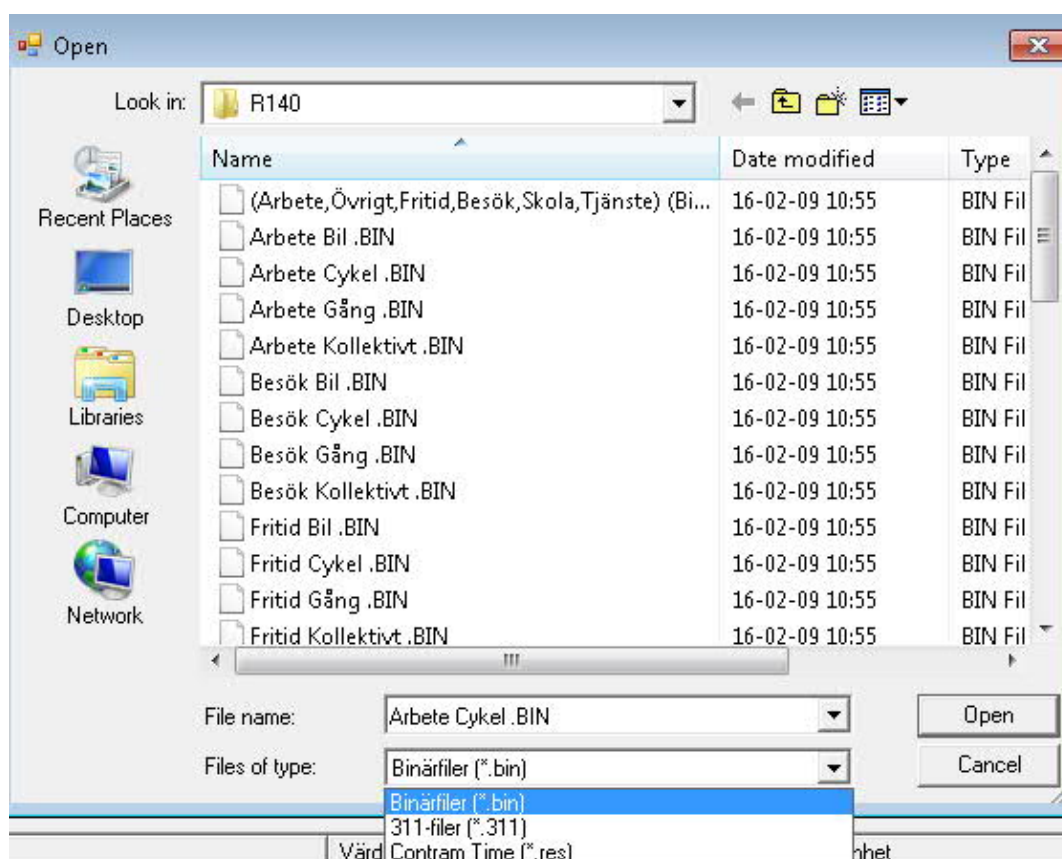 Open
Look in: R140
Name Date modified Type
(Arbete,Övrigt,Fritid,Besök,Skola,Tjänste) (Bi... 16-02-09 10:55 BIN Fil
Arbete Bil .BIN 16-02-09 10:55 BIN Fil
Arbete Cykel .BIN 16-02-09 10:55 BIN Fil
Arbete Gång .BIN 16-02-09 10:55 BIN Fil
Arbete Kollektivt .BIN 16-02-09 10:55 BIN Fil
Besök Bil .BIN 16-02-09 10:55 BIN Fil
Besök Cykel .BIN 16-02-09 10:55 BIN Fil
Besök Gång .BIN 16-02-09 10:55 BIN Fil
Besök Kollektivt .BIN 16-02-09 10:55 BIN Fil
Fritid Bil .BIN 16-02-09 10:55 BIN Fil
Fritid Cykel .BIN 16-02-09 10:55 BIN Fil
Fritid Gång .BIN 16-02-09 10:55 BIN Fil
Fritid Kollektivt .BIN 16-02-09 10:55 BIN Fil
Recent Places
Desktop
Libraries
Computer
Network
File name: Arbete Cykel .BIN Open
Files of type: Binärfiler (*.bin) Cancel
Binärfiler (*.bin)
311-filer (*.311)
Värd Contram Time (*.res) nhet